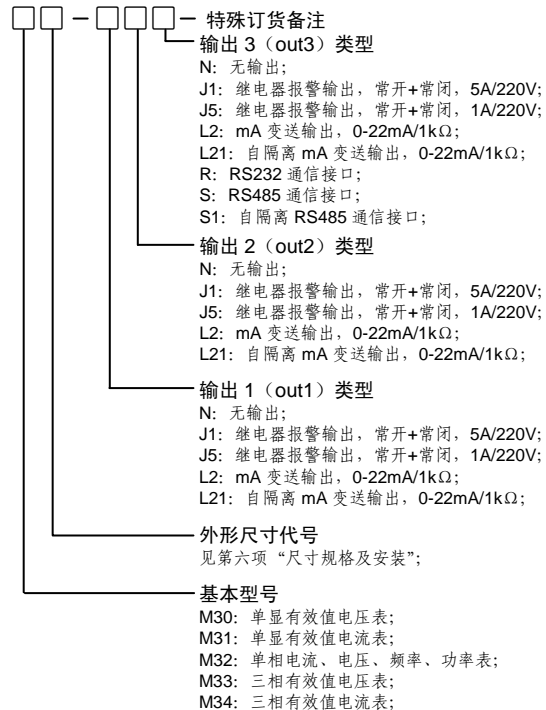 □□-□□□-特殊订货备注
输出 3（out3）类型
N：无输出;
J1：继电器报警输出，常开+常闭，5A/220V;
J5：继电器报警输出，常开+常闭，1A/220V;
L2：mA 变送输出，0-22mA/1kΩ;
L21：自隔离 mA 变送输出，0-22mA/1kΩ;
R：RS232 通信接口;
S：RS485 通信接口;
S1：自隔离 RS485 通信接口;
输出 2（out2）类型
N：无输出;
J1：继电器报警输出，常开+常闭，5A/220V;
J5：继电器报警输出，常开+常闭，1A/220V;
L2：mA 变送输出，0-22mA/1kΩ;
L21：自隔离 mA 变送输出，0-22mA/1kΩ;
输出 1（out1）类型
N：无输出;
J1：继电器报警输出，常开+常闭，5A/220V;
J5：继电器报警输出，常开+常闭，1A/220V;
L2：mA 变送输出，0-22mA/1kΩ;
L21：自隔离 mA 变送输出，0-22mA/1kΩ;
外形尺寸代号
见第六项“尺寸规格及安装”;
基本型号
M30：单显有效值电压表;
M31：单显有效值电流表;
M32：单相电流、电压、频率、功率表;
M33：三相有效值电压表;
M34：三相有效值电流表;